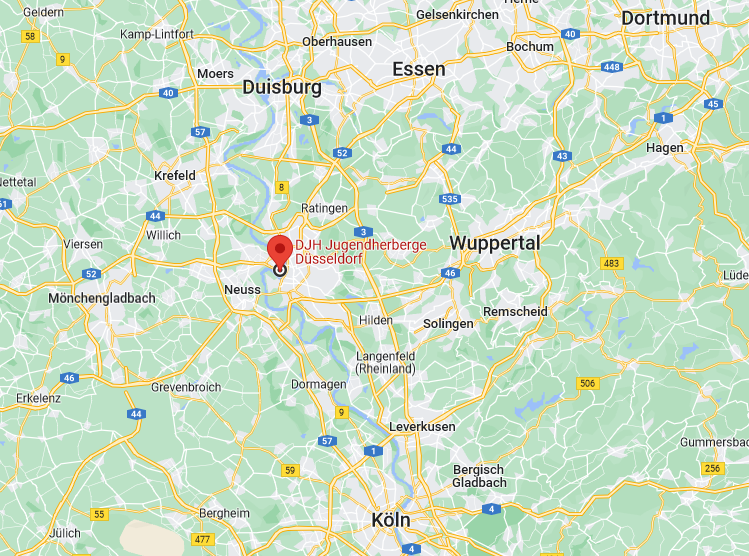 Geldern
Gelsenkirchen
Dortmund
58
Kamp-Lintfort
40
Oberhausen
Bochum
9
Essen
448
Moers
Duisburg
40
45
3
1
57
52
44
43
Hagen
Krefeld
535
8
Ratingen
44
Willich
3
Viersen
Wuppertal
DJH Jugendherberge
Düsseldorf
483
52
46
Neuss
Mönchengladbach
Remscheid
Hilden
Solingen
Langenfeld
(Rheinland)
46
Grevenbroich
Dormagen
506
Erkelenz
44
9
Leverkusen
57
1
Gummersbac
59
Bergisch
Gladbach
256
55
Bergheim
Köln
4
Jülich
477
4